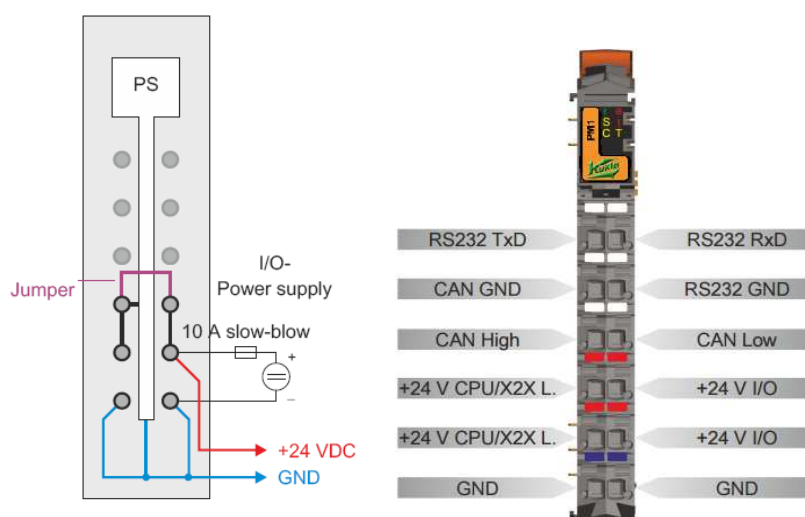 PS
Jumper
I/O-
Power supply
10 A slow-blow
+
–
+24 VDC
GND
PM1
S
C T
Kukla
RS232 TxD
RS232 RxD
CAN GND
RS232 GND
CAN High
CAN Low
+24 V CPU/X2X L.
+24 V I/O
+24 V CPU/X2X L.
+24 V I/O
GND
GND